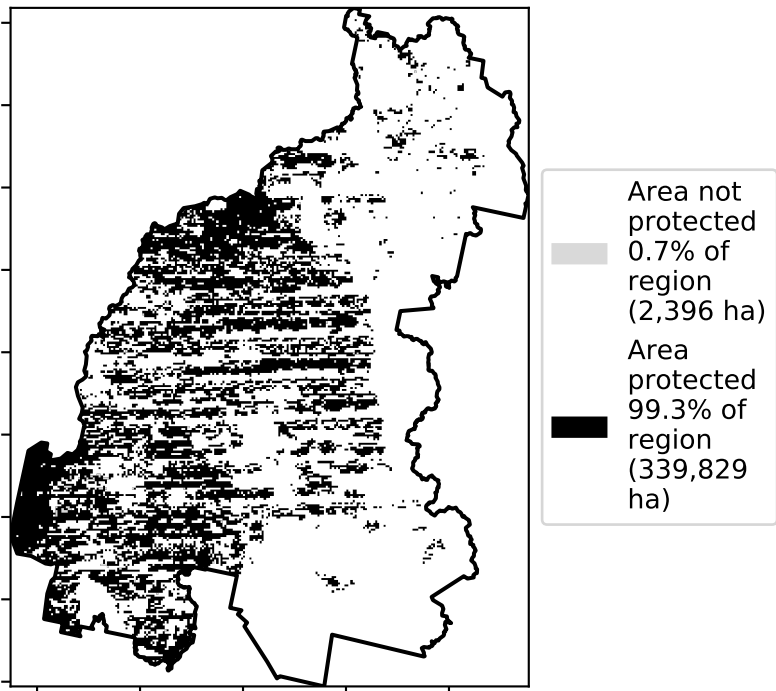 Area not
protected
0.7% of
region
(2,396 ha)
Area
protected
99.3% of
region
(339,829
ha)